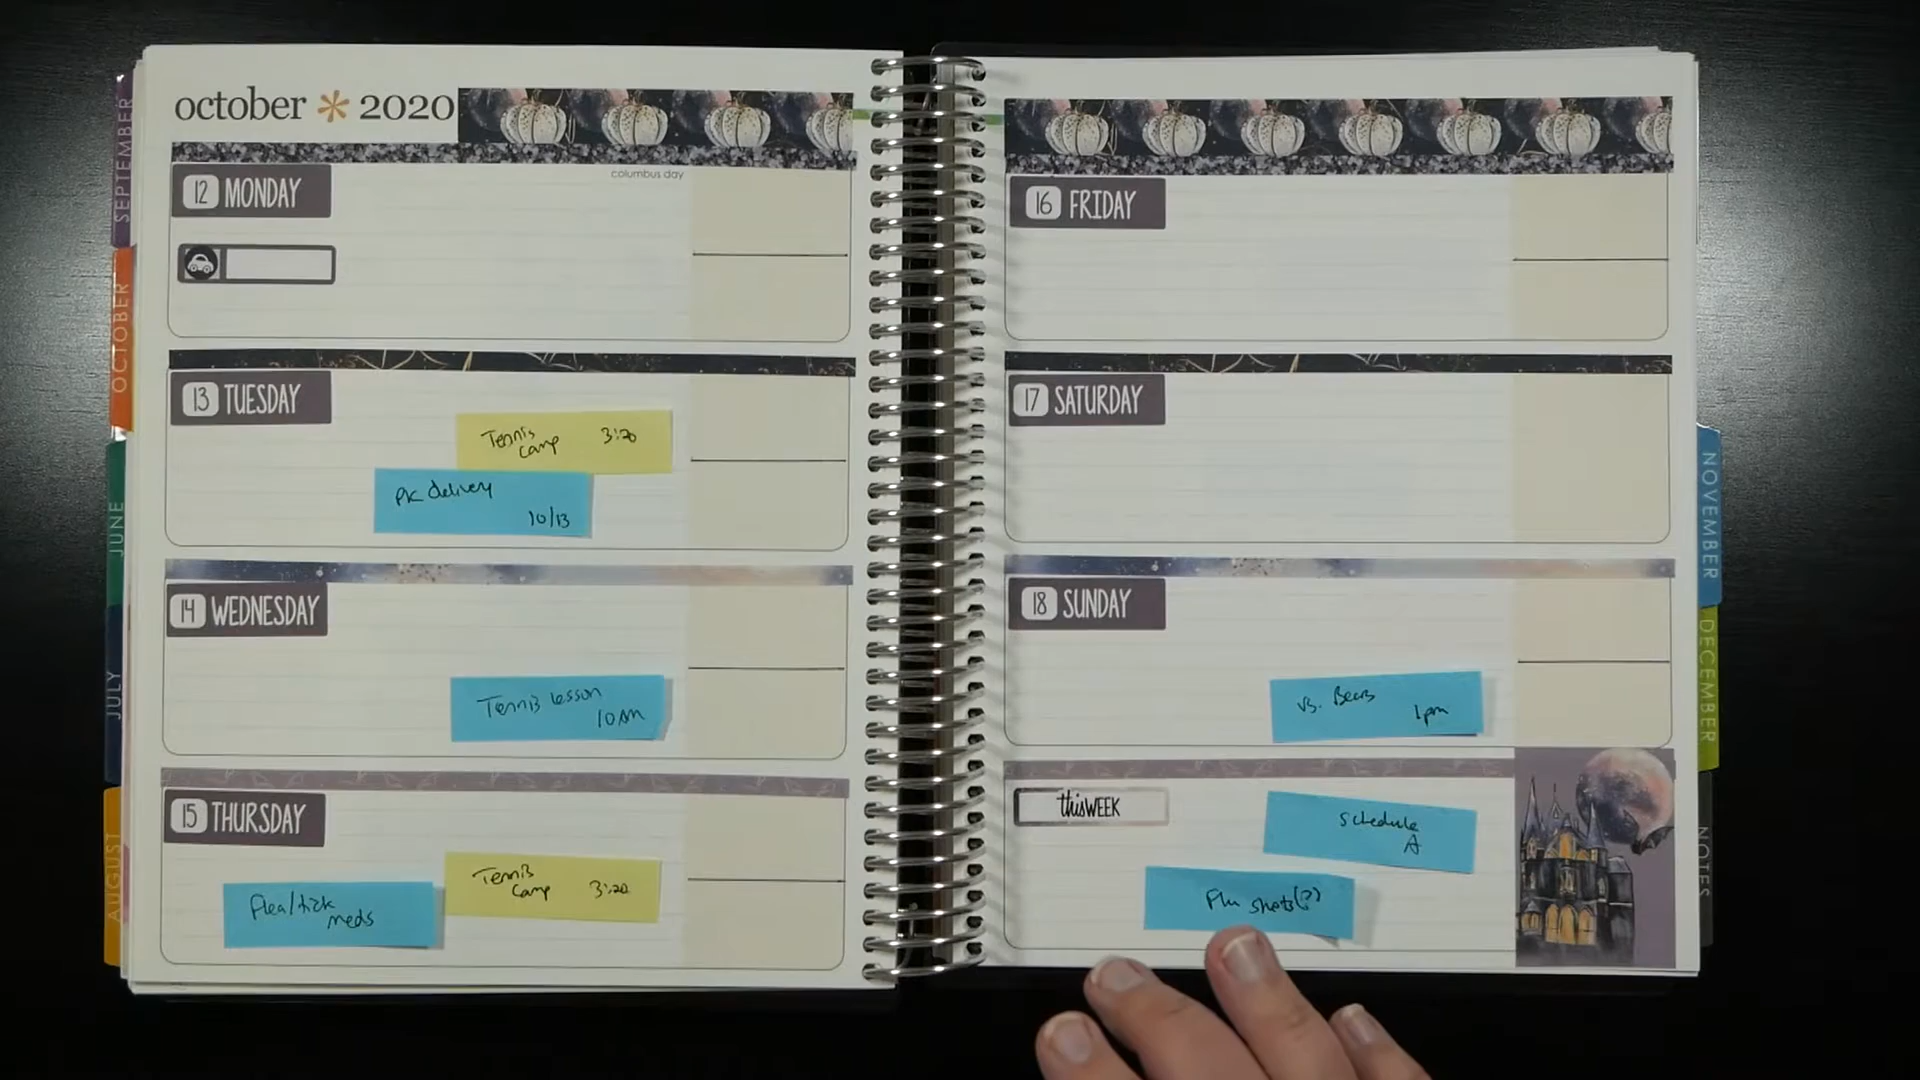 october * 2020
12 MONDAY
columbus day
13 TUESDAY
Tennis
camp 3:20
PK delivery
10/13
14 WEDNESDAY
Tennis lesson
10 AM
15 THURSDAY
Flea/tick
meds
Tennis
Camp 3:20
16 FRIDAY
17 SATURDAY
18 SUNDAY
vs. Bears
1pm
thisWEEK
Schedule
A
Flu shots(?)
SEPTEMBER
OCTOBER
JUNE
JULY
AUGUST
NOVEMBER
DECEMBER
NOTES